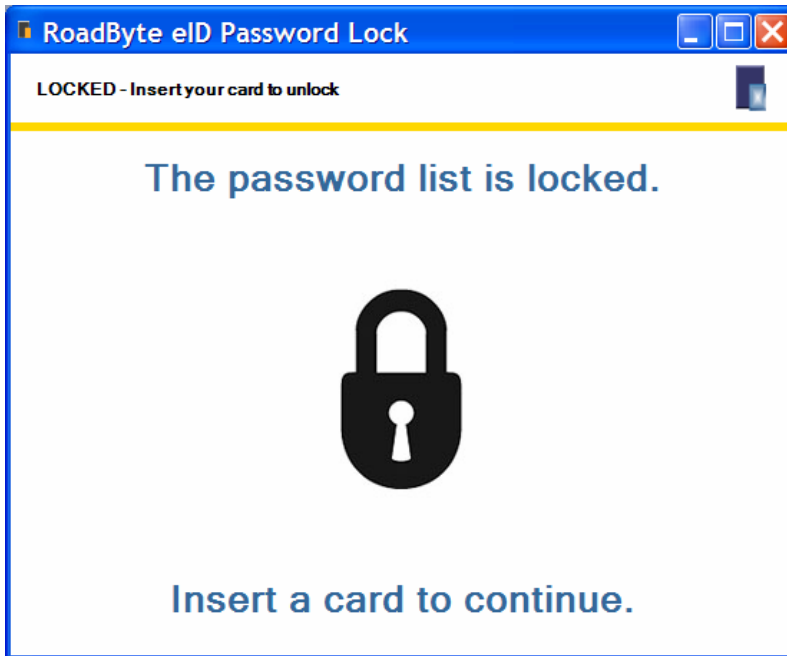 RoadByte eID Password Lock
LOCKED - Insert your card to unlock
The password list is locked.
Insert a card to continue.